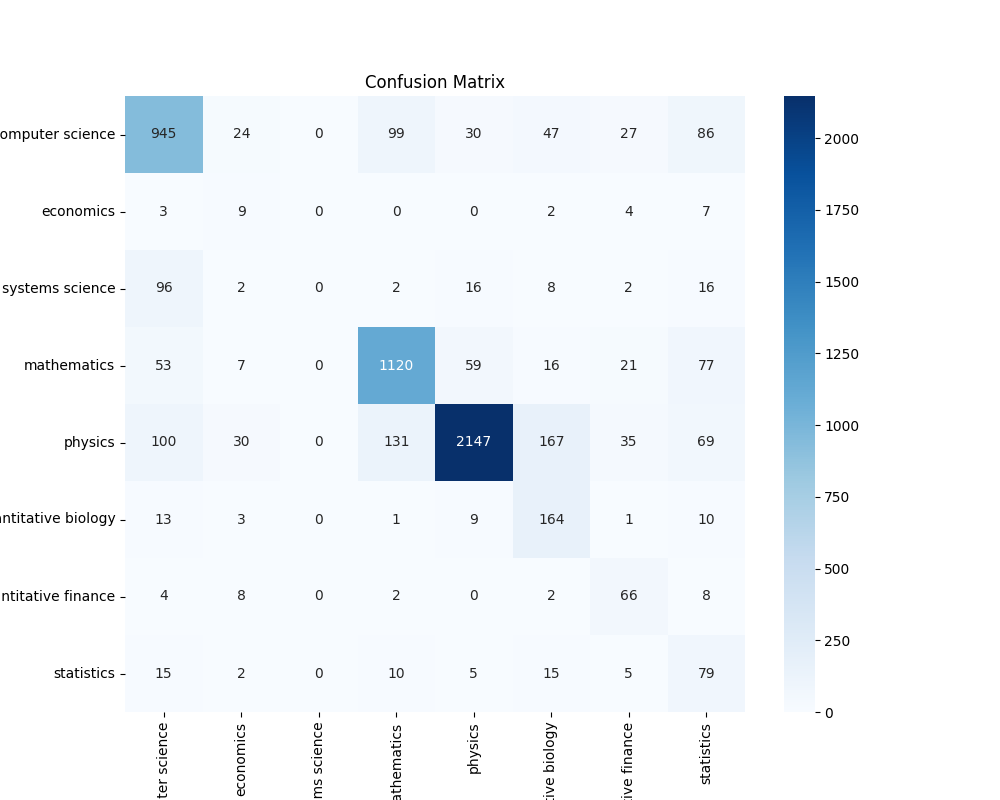 Confusion Matrix
omputer science 945 24 0 99 30 47 27 86
economics 3 9 0 0 0 2 4 7
systems science 96 2 0 2 16 8 2 16
mathematics 53 7 0 1120 59 16 21 77
physics 100 30 0 131 2147 167 35 69
ntitative biology 13 3 0 1 9 164 1 10
ntitative finance 4 8 0 2 0 2 66 8
statistics 15 2 0 10 5 15 5 79
ter science
economics
ms science
athematics
physics
tive biology
tive finance
statistics
2000
1750
1500
1250
1000
750
500
250
0